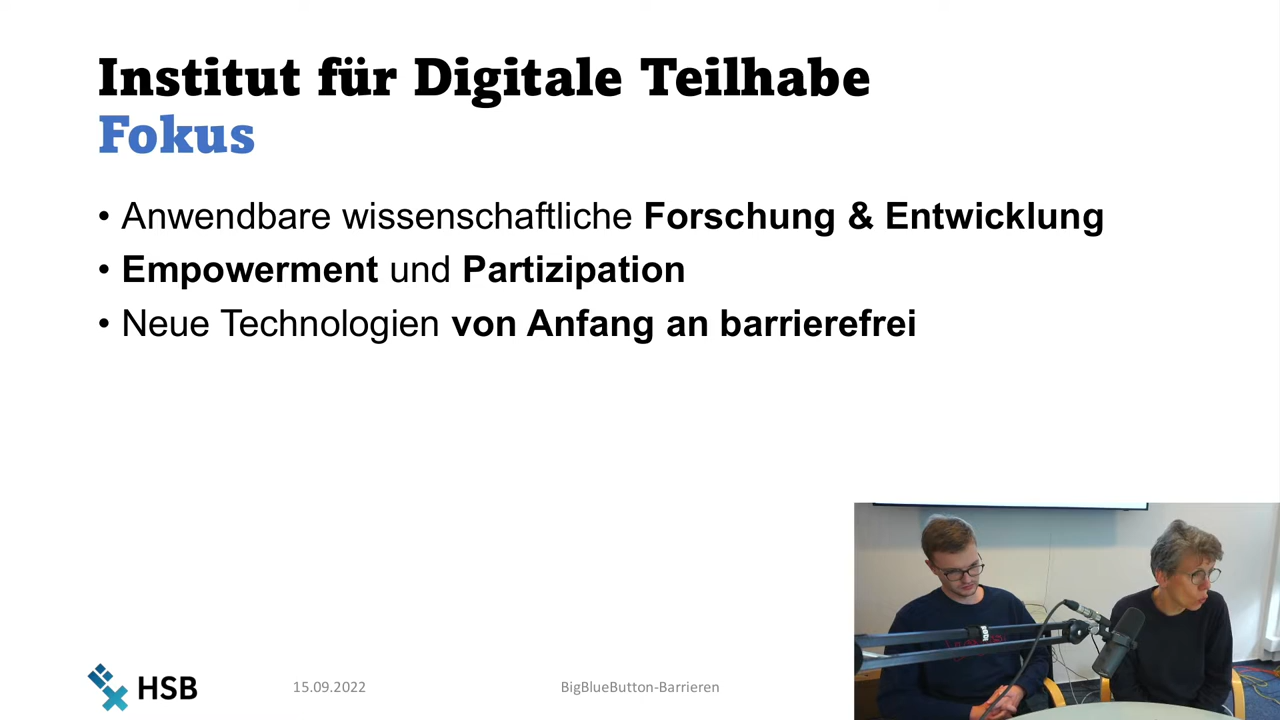 Institut für Digitale Teilhabe
Fokus
• Anwendbare wissenschaftliche Forschung & Entwicklung
• Empowerment und Partizipation
• Neue Technologien von Anfang an barrierefrei
HSB
15.09.2022
BigBlueButton-Barrieren